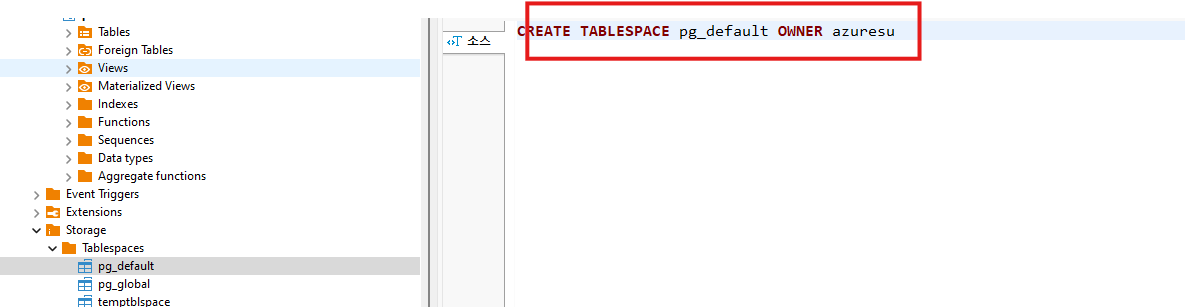 Tables
Foreign Tables
Views
Materialized Views
Indexes
Functions
Sequences
Data types
Aggregate functions
Event Triggers
Extensions
Storage
Tablespaces
pg_default
pg_global
temptblspace
소스
CREATE TABLESPACE pg_default OWNER azuresu